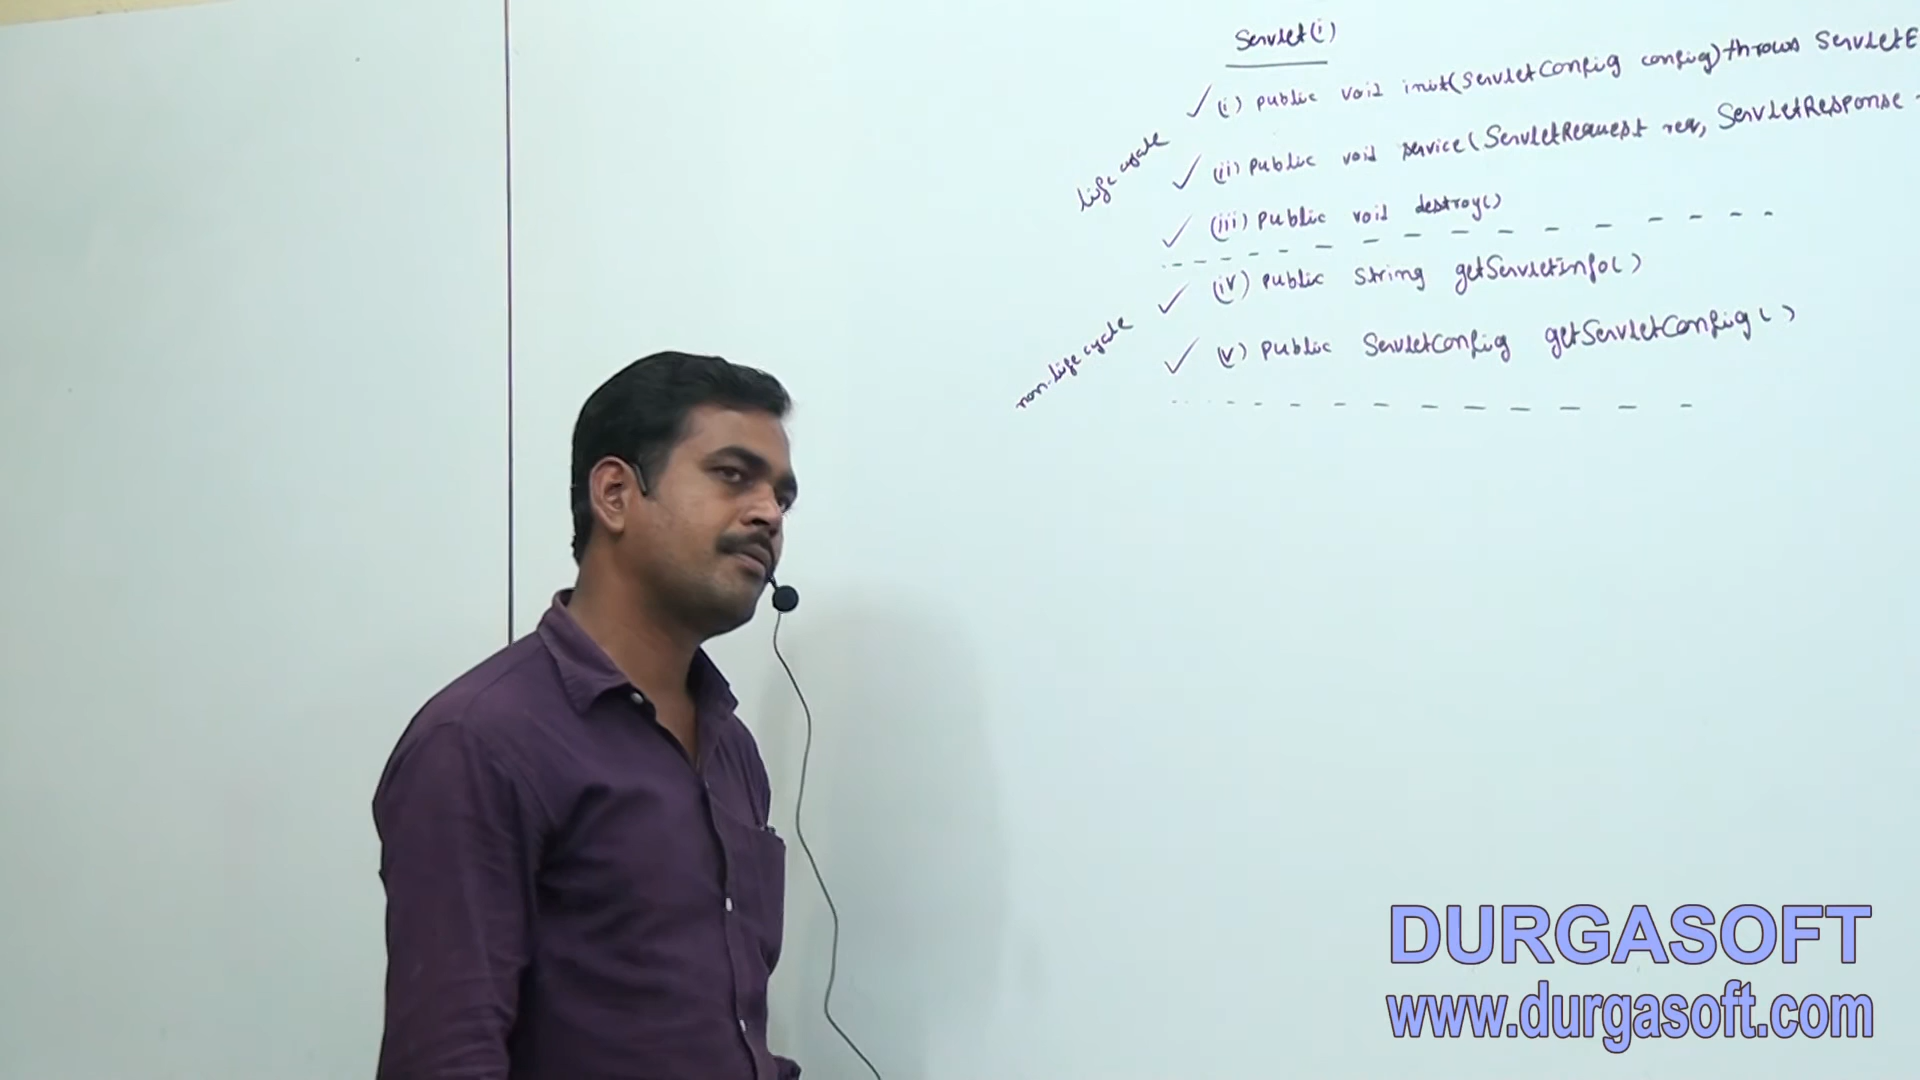 Servlet(i)
(i) public void init(ServletConfig config)throws ServletE
(ii) public void service(ServletRequest req, ServletResponse
life cycle
(iii) public void destroy()
(iv) public String getServletInfo()
(v) public ServletConfig getServletConfig()
non-life cycle
DURGASOFT
www.durgasoft.com